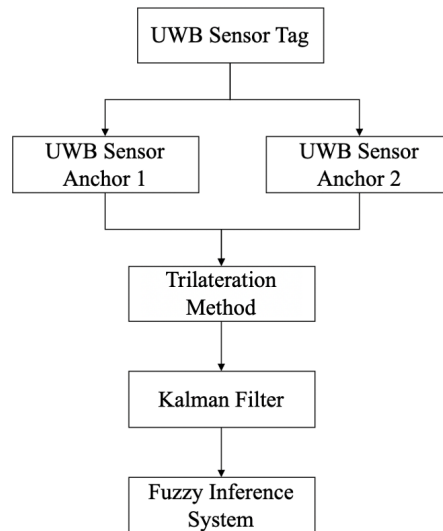 UWB Sensor Tag
UWB Sensor
Anchor 1
UWB Sensor
Anchor 2
Trilateration
Method
Kalman Filter
Fuzzy Inference
System